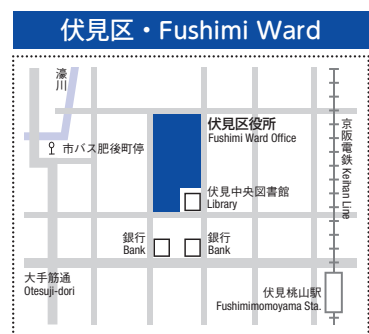 伏見区・Fushimi Ward
濠川
市バス肥後町停
伏見区役所
Fushimi Ward Office
京阪電鉄 Keihan Line
伏見中央図書館
Library
銀行
Bank
銀行
Bank
大手筋通
Otesuji-dori
伏見桃山駅
Fushimimomoyama Sta.